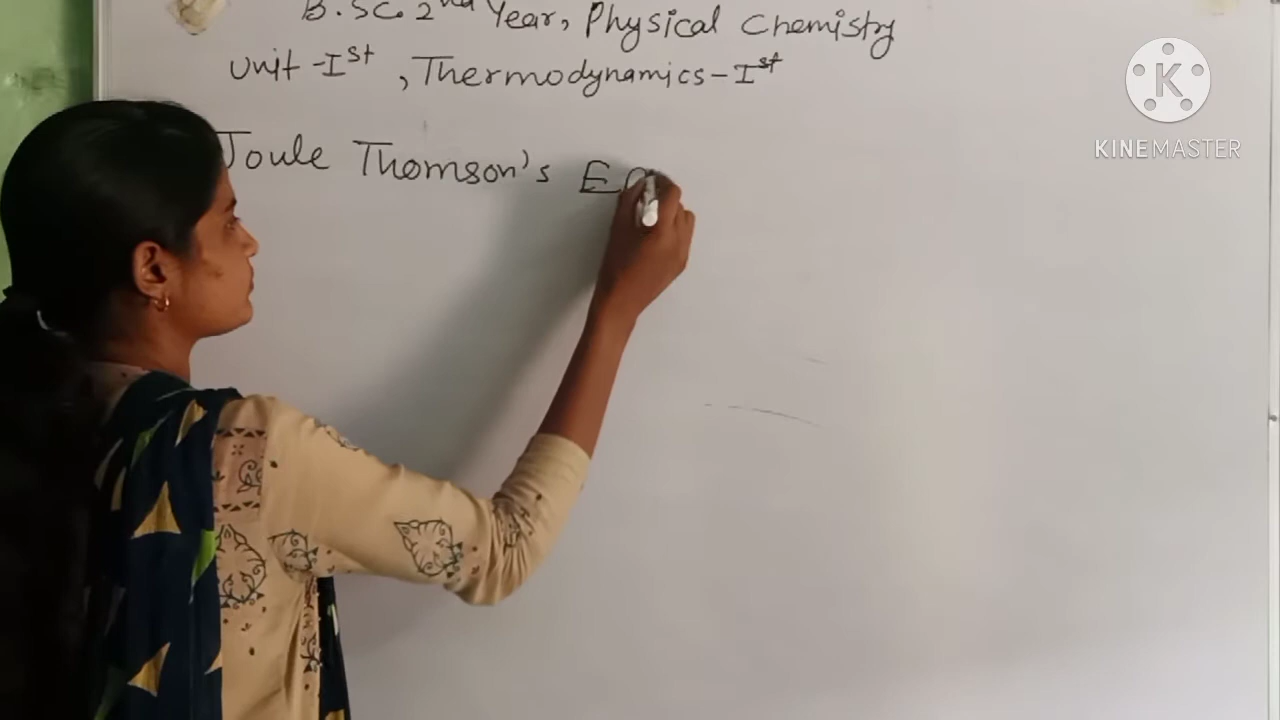 B.Sc. 2nd Year, Physical Chemistry
Unit-Ist, Thermodynamics-Ist
Joule Thomson's E
K
KINEMASTER